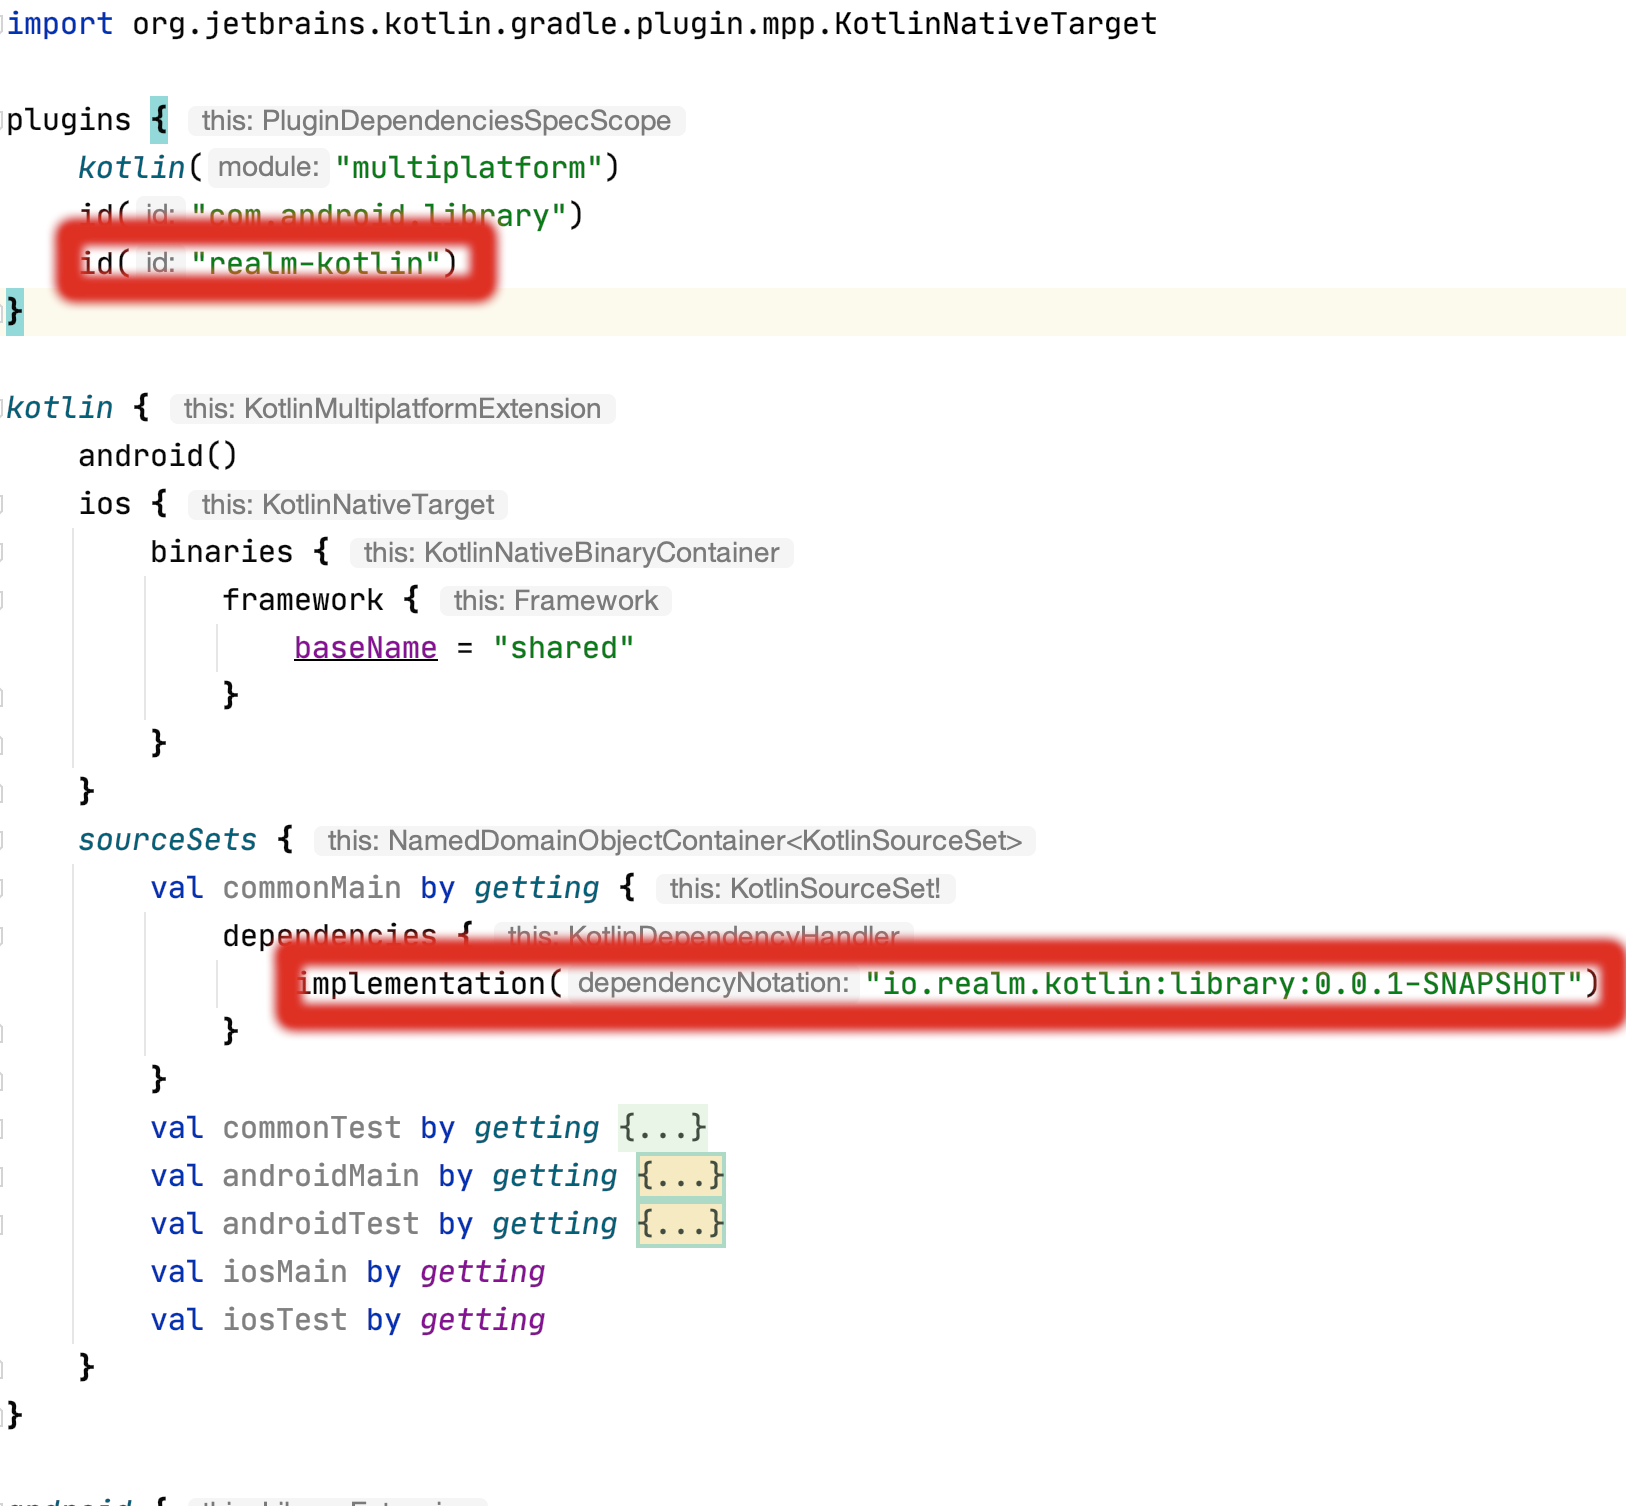 import org.jetbrains.kotlin.gradle.plugin.mpp.KotlinNativeTarget
plugins { this: PluginDependenciesSpecScope
kotlin( module: "multiplatform")
id( id: "com.android.library")
id( id: "realm-kotlin")
}
kotlin { this: KotlinMultiplatformExtension
android()
ios { this: KotlinNativeTarget
binaries { this: KotlinNativeBinaryContainer
framework { this: Framework
baseName = "shared"
}
}
}
sourceSets { this: NamedDomainObjectContainer<KotlinSourceSet>
val commonMain by getting { this: KotlinSourceSet!
dependencies { this: KotlinDependencyHandler
implementation( dependencyNotation: "io.realm.kotlin:library:0.0.1-SNAPSHOT")
}
}
val commonTest by getting {...}
val androidMain by getting {...}
val androidTest by getting {...}
val iosMain by getting
val iosTest by getting
}
}
android { this: LibraryExtension